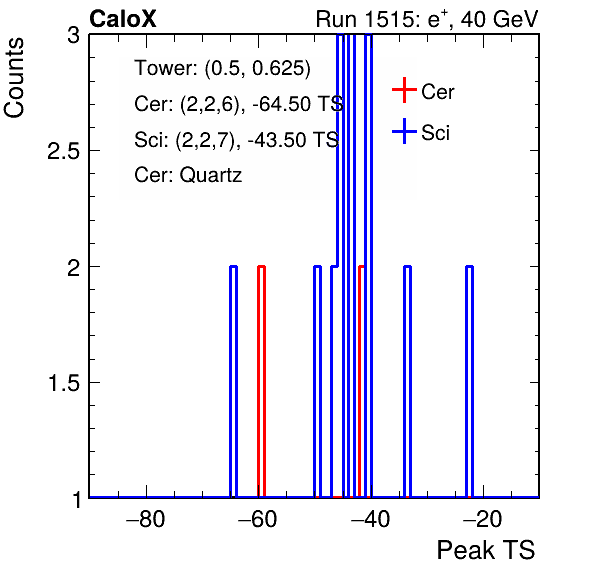 CaloX Run 1515: e⁺, 40 GeV
Counts
3
2.5
2
1.5
1
Tower: (0.5, 0.625)
Cer: (2,2,6), -64.50 TS
Sci: (2,2,7), -43.50 TS
Cer: Quartz
Cer
Sci
−80 −60 −40 −20
Peak TS